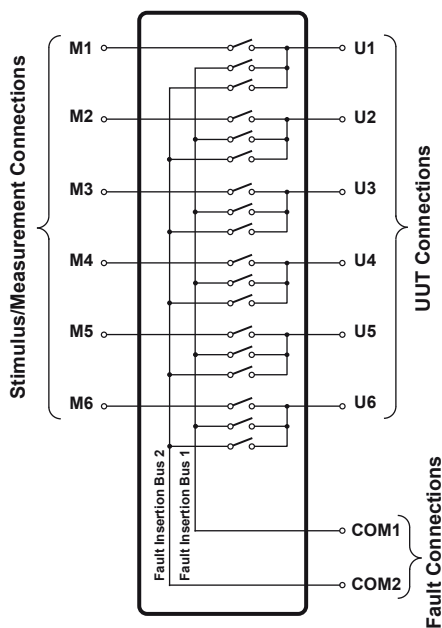 Stimulus/Measurement Connections
M1
M2
M3
M4
M5
M6
U1
U2
U3
U4
U5
U6
UUT Connections
Fault Insertion Bus 2
Fault Insertion Bus 1
COM1
COM2
Fault Connections